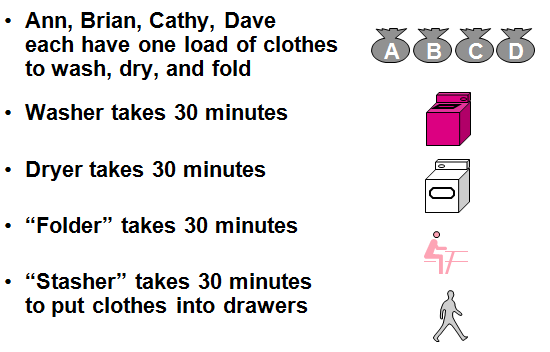 • Ann, Brian, Cathy, Dave
each have one load of clothes
to wash, dry, and fold
A B C D
• Washer takes 30 minutes
• Dryer takes 30 minutes
• “Folder” takes 30 minutes
• “Stasher” takes 30 minutes
to put clothes into drawers